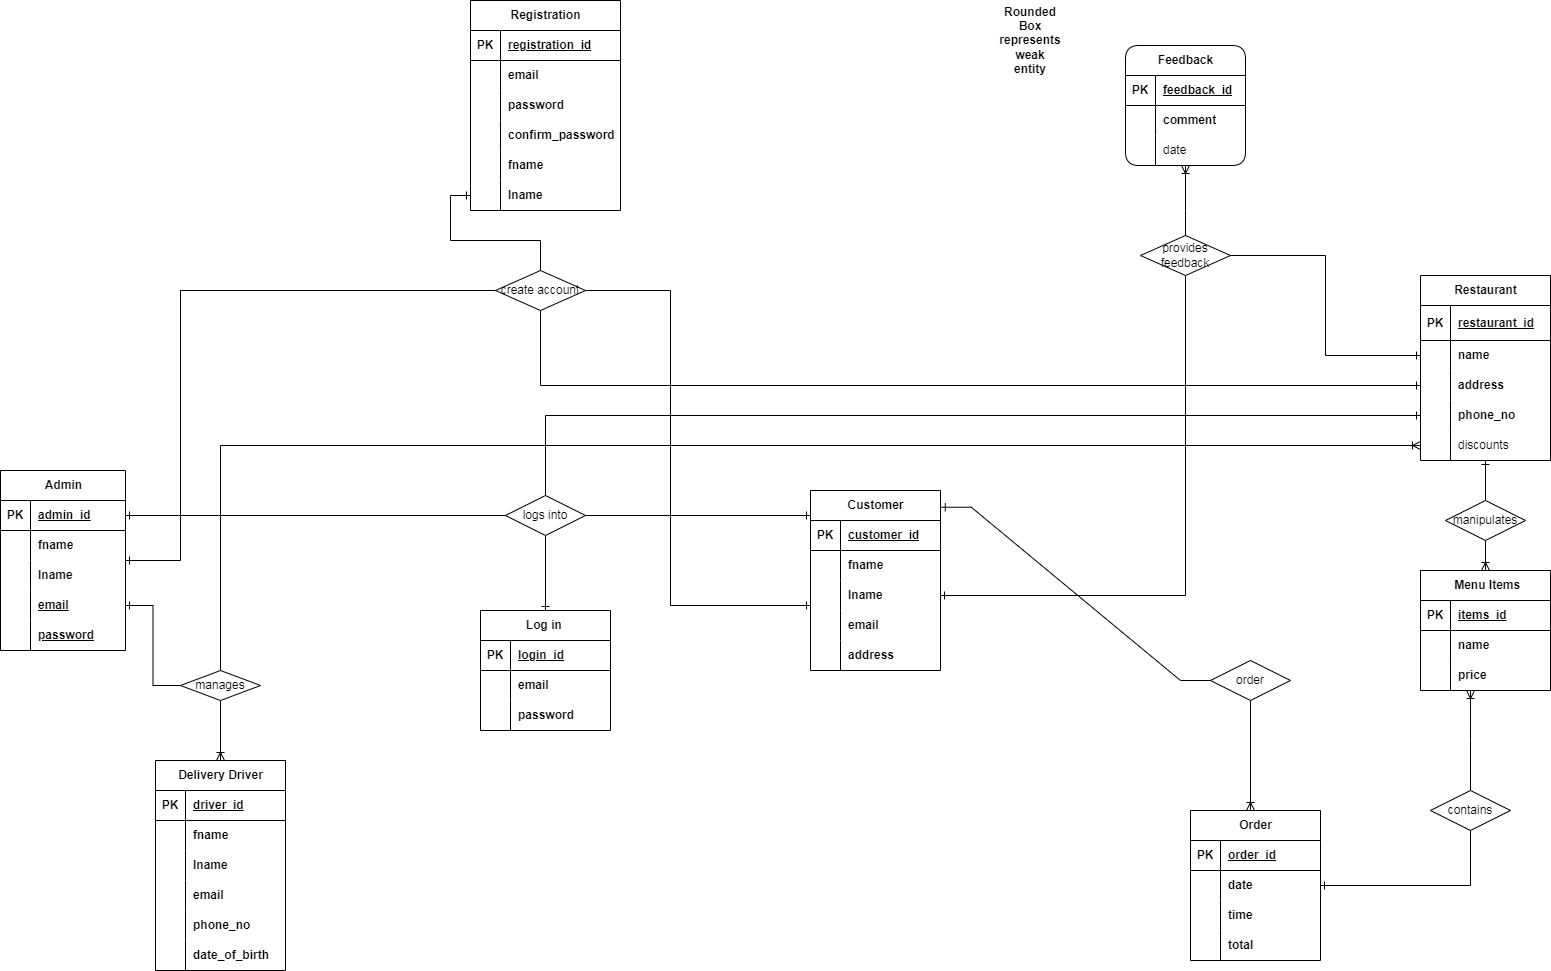 Registration
PK registration_id
email
password
confirm_password
fname
lname
Rounded
Box
represents
weak
entity
Feedback
PK feedback_id
comment
date
provides
feedback
create account
Restaurant
PK restaurant_id
name
address
phone_no
discounts
Admin
PK admin_id
fname
lname
email
password
logs into
Customer
PK customer_id
fname
lname
email
address
manipulates
Menu Items
PK items_id
name
price
Log in
PK login_id
email
password
manages
order
Delivery Driver
PK driver_id
fname
lname
email
phone_no
date_of_birth
contains
Order
PK order_id
date
time
total